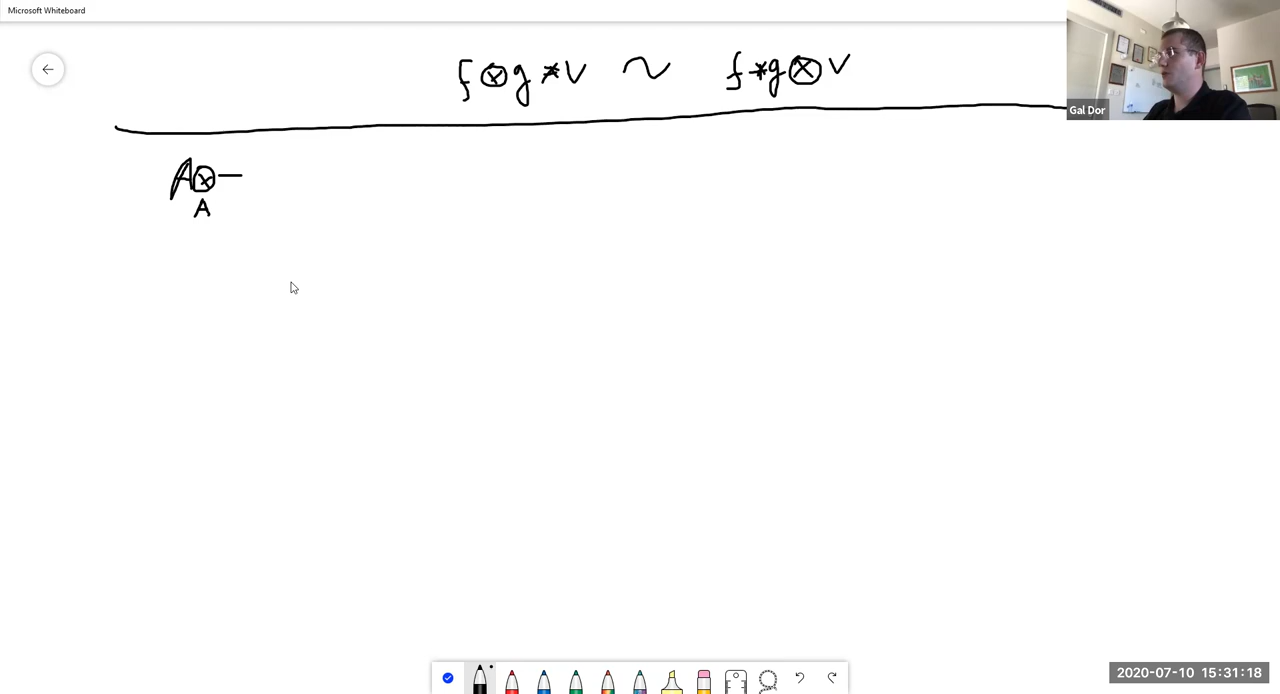 Microsoft Whiteboard
f ⊗ g * v ~ f * g ⊗ v
Gal Dor
A ⊗ —
A
2020-07-10 15:31:18